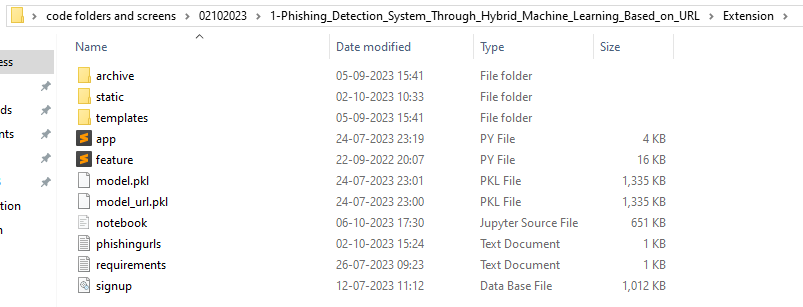 > code folders and screens > 02102023 > 1-Phishing_Detection_System_Through_Hybrid_Machine_Learning_Based_on_URL > Extension >
Name Date modified Type Size
ess
archive 05-09-2023 15:41 File folder
static 02-10-2023 10:33 File folder
ds
templates 05-09-2023 15:41 File folder
nts
app 24-07-2023 23:19 PY File 4 KB
feature 22-09-2022 20:07 PY File 16 KB
model.pkl 24-07-2023 23:01 PKL File 1,335 KB
model_url.pkl 24-07-2023 23:00 PKL File 1,335 KB
tion
notebook 06-10-2023 17:30 Jupyter Source File 651 KB
phishingurls 02-10-2023 15:24 Text Document 1 KB
requirements 26-07-2023 09:23 Text Document 1 KB
signup 12-07-2023 11:12 Data Base File 1,012 KB